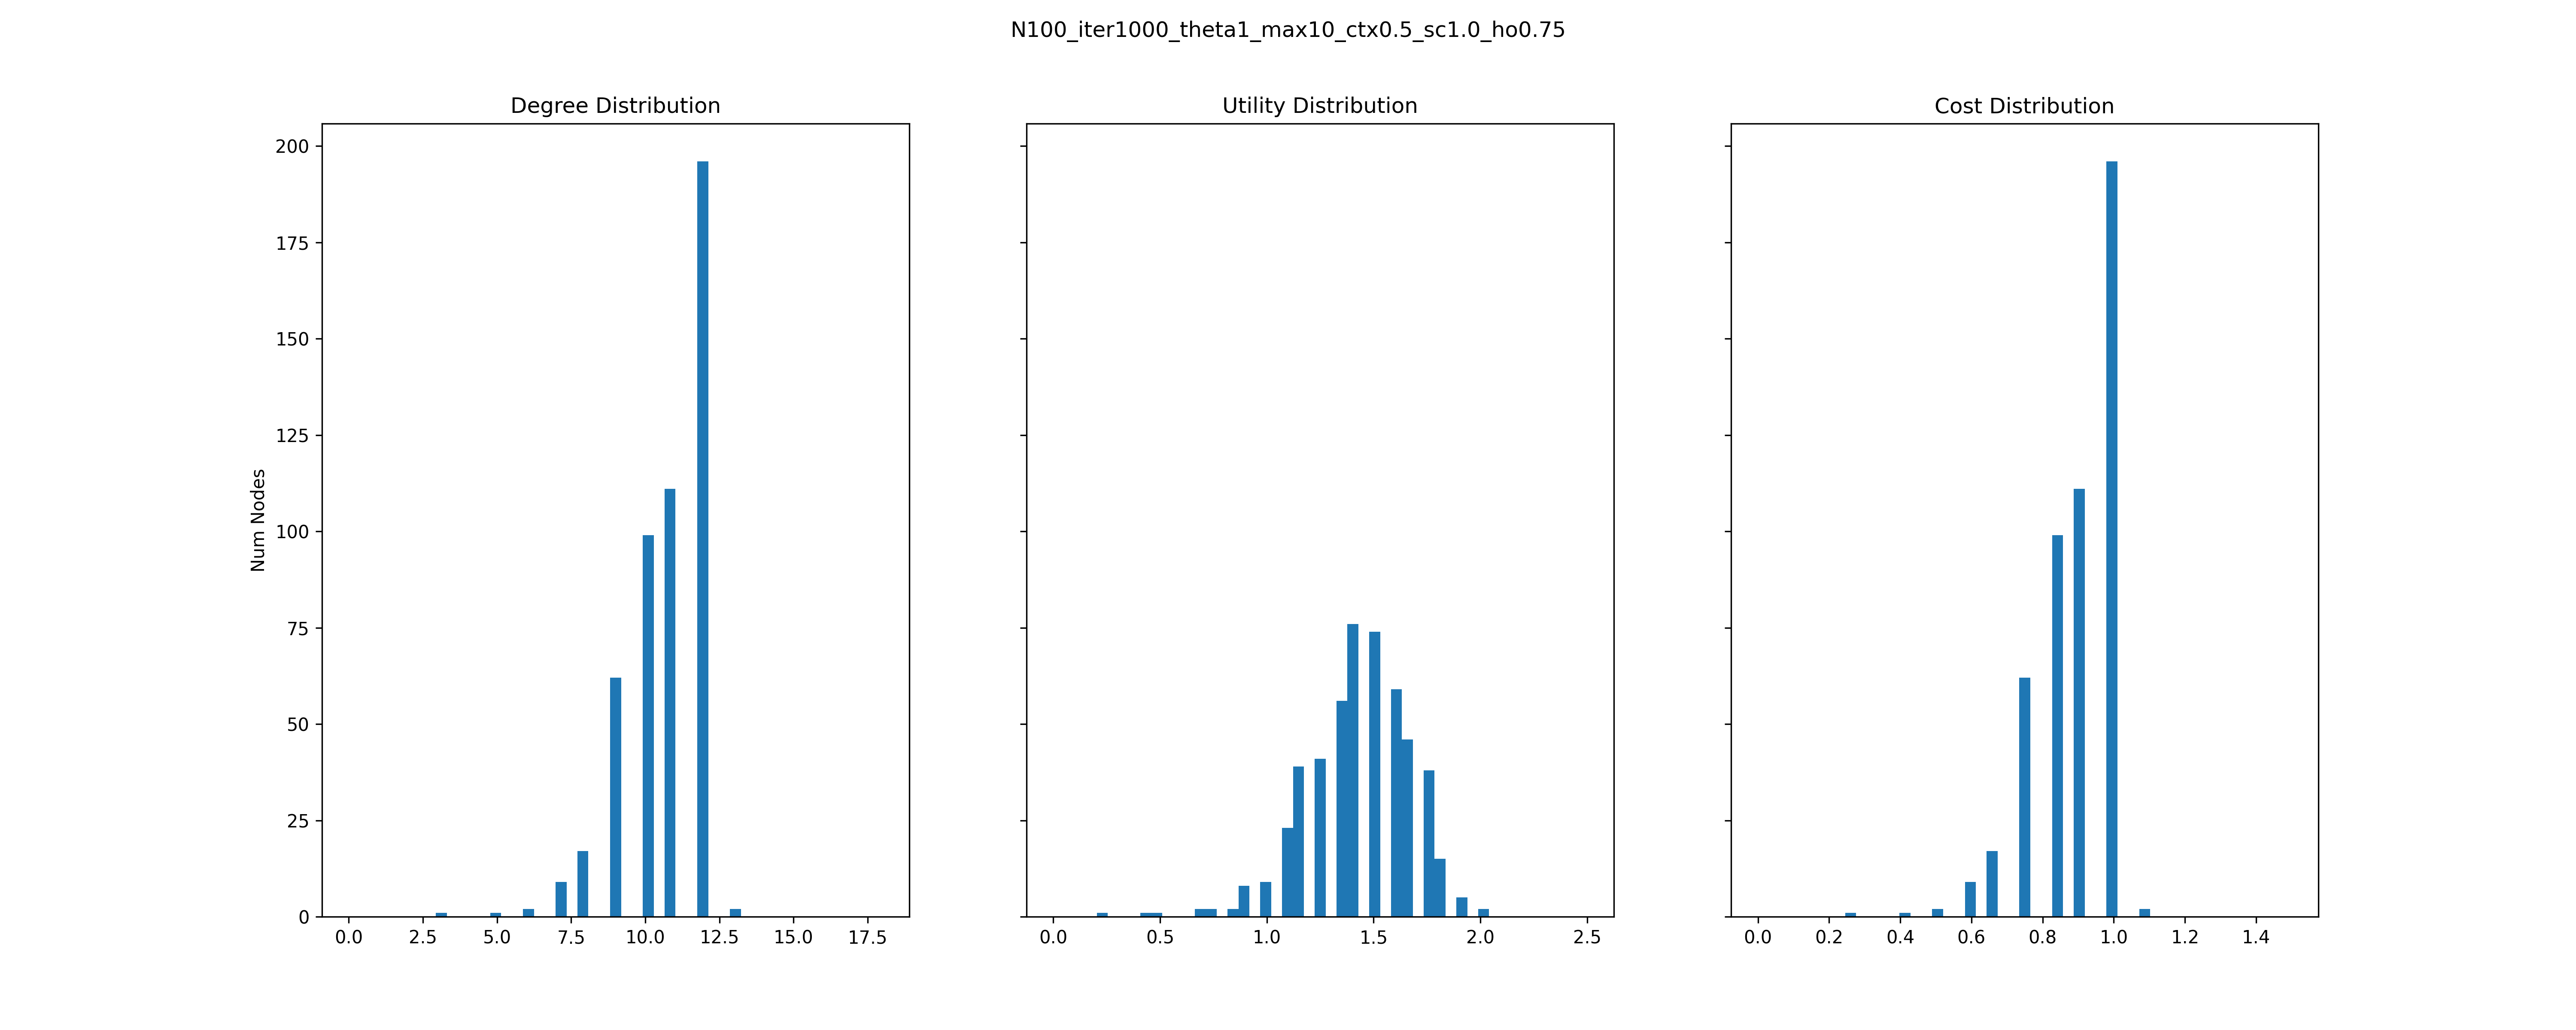 N100_iter1000_theta1_max10_ctx0.5_sc1.0_ho0.75
Degree Distribution
Utility Distribution
Cost Distribution
200
175
150
125
100
75
50
25
0
Num Nodes
0.0 2.5 5.0 7.5 10.0 12.5 15.0 17.5
0.0 0.5 1.0 1.5 2.0 2.5
0.0 0.2 0.4 0.6 0.8 1.0 1.2 1.4